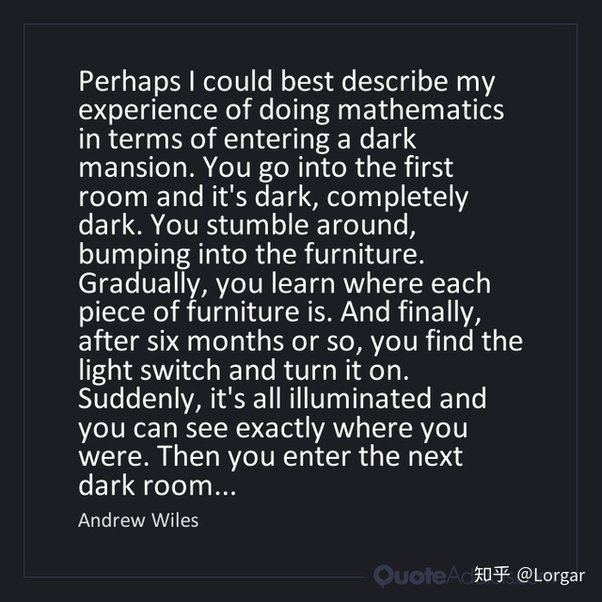 Perhaps I could best describe my
experience of doing mathematics
in terms of entering a dark
mansion. You go into the first
room and it's dark, completely
dark. You stumble around,
bumping into the furniture.
Gradually, you learn where each
piece of furniture is. And finally,
after six months or so, you find the
light switch and turn it on.
Suddenly, it's all illuminated and
you can see exactly where you
were. Then you enter the next
dark room...
Andrew Wiles
知乎 @Lorgar